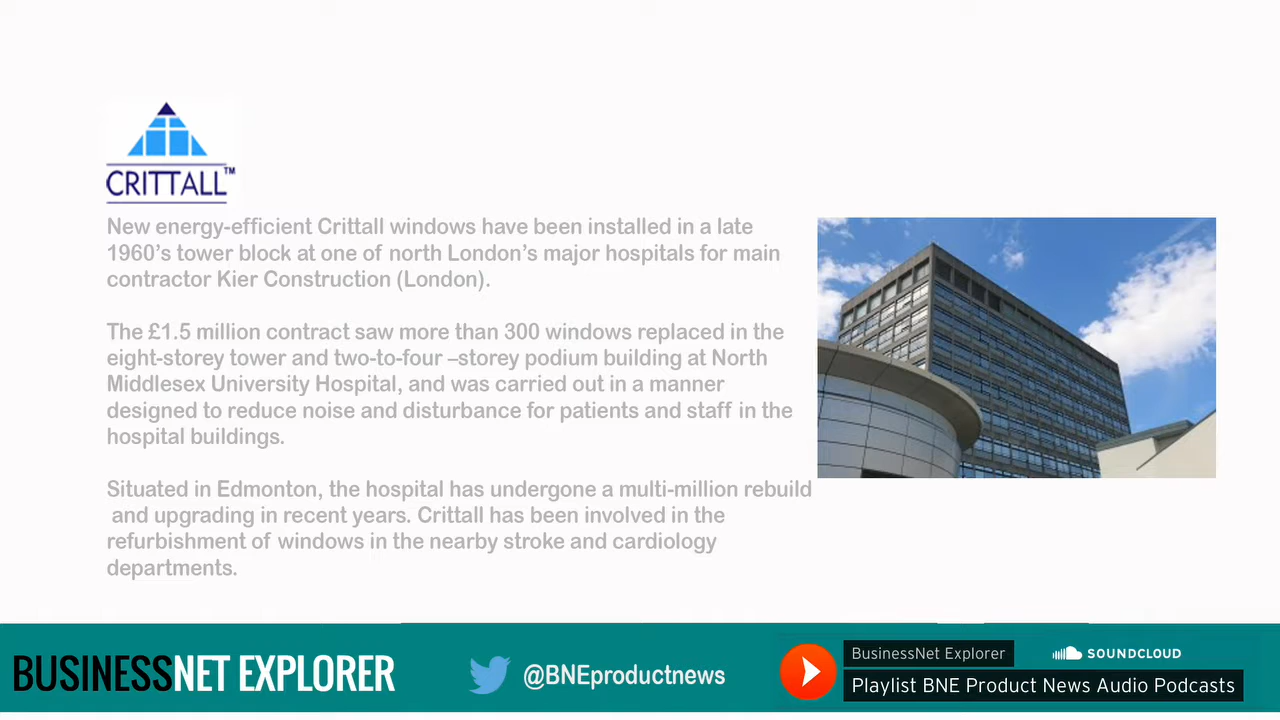 CRITTALL™
New energy-efficient Crittall windows have been installed in a late
1960’s tower block at one of north London’s major hospitals for main
contractor Kier Construction (London).
The £1.5 million contract saw more than 300 windows replaced in the
eight-storey tower and two-to-four –storey podium building at North
Middlesex University Hospital, and was carried out in a manner
designed to reduce noise and disturbance for patients and staff in the
hospital buildings.
Situated in Edmonton, the hospital has undergone a multi-million rebuild
and upgrading in recent years. Crittall has been involved in the
refurbishment of windows in the nearby stroke and cardiology
departments.
BUSINESSNET EXPLORER
@BNEproductnews
BusinessNet Explorer
SOUNDCLOUD
Playlist BNE Product News Audio Podcasts